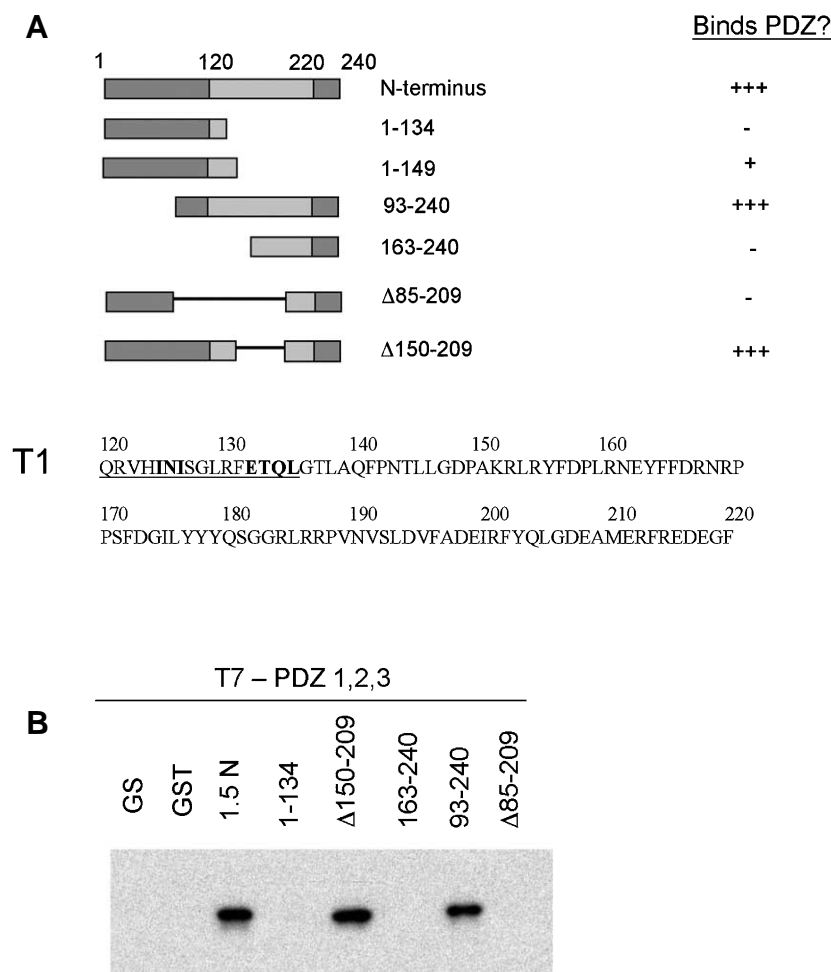 A
Binds PDZ?
1 120 220 240
N-terminus +++
1-134 -
1-149 +
93-240 +++
163-240 -
Δ85-209 -
Δ150-209 +++
120 130 140 150 160
T1 QRVHINISGLRFETQLGTLAQFPNTLLGDPAKRLRYFDPLRNEYFFDRNRP
170 180 190 200 210 220
PSFDGILYYYQSGGRLRRPVNVSLDVFADEIRFYQLGDEAMERFREDEGF
T7 – PDZ 1,2,3
B
GS GST 1.5 N 1-134 Δ150-209 163-240 93-240 Δ85-209